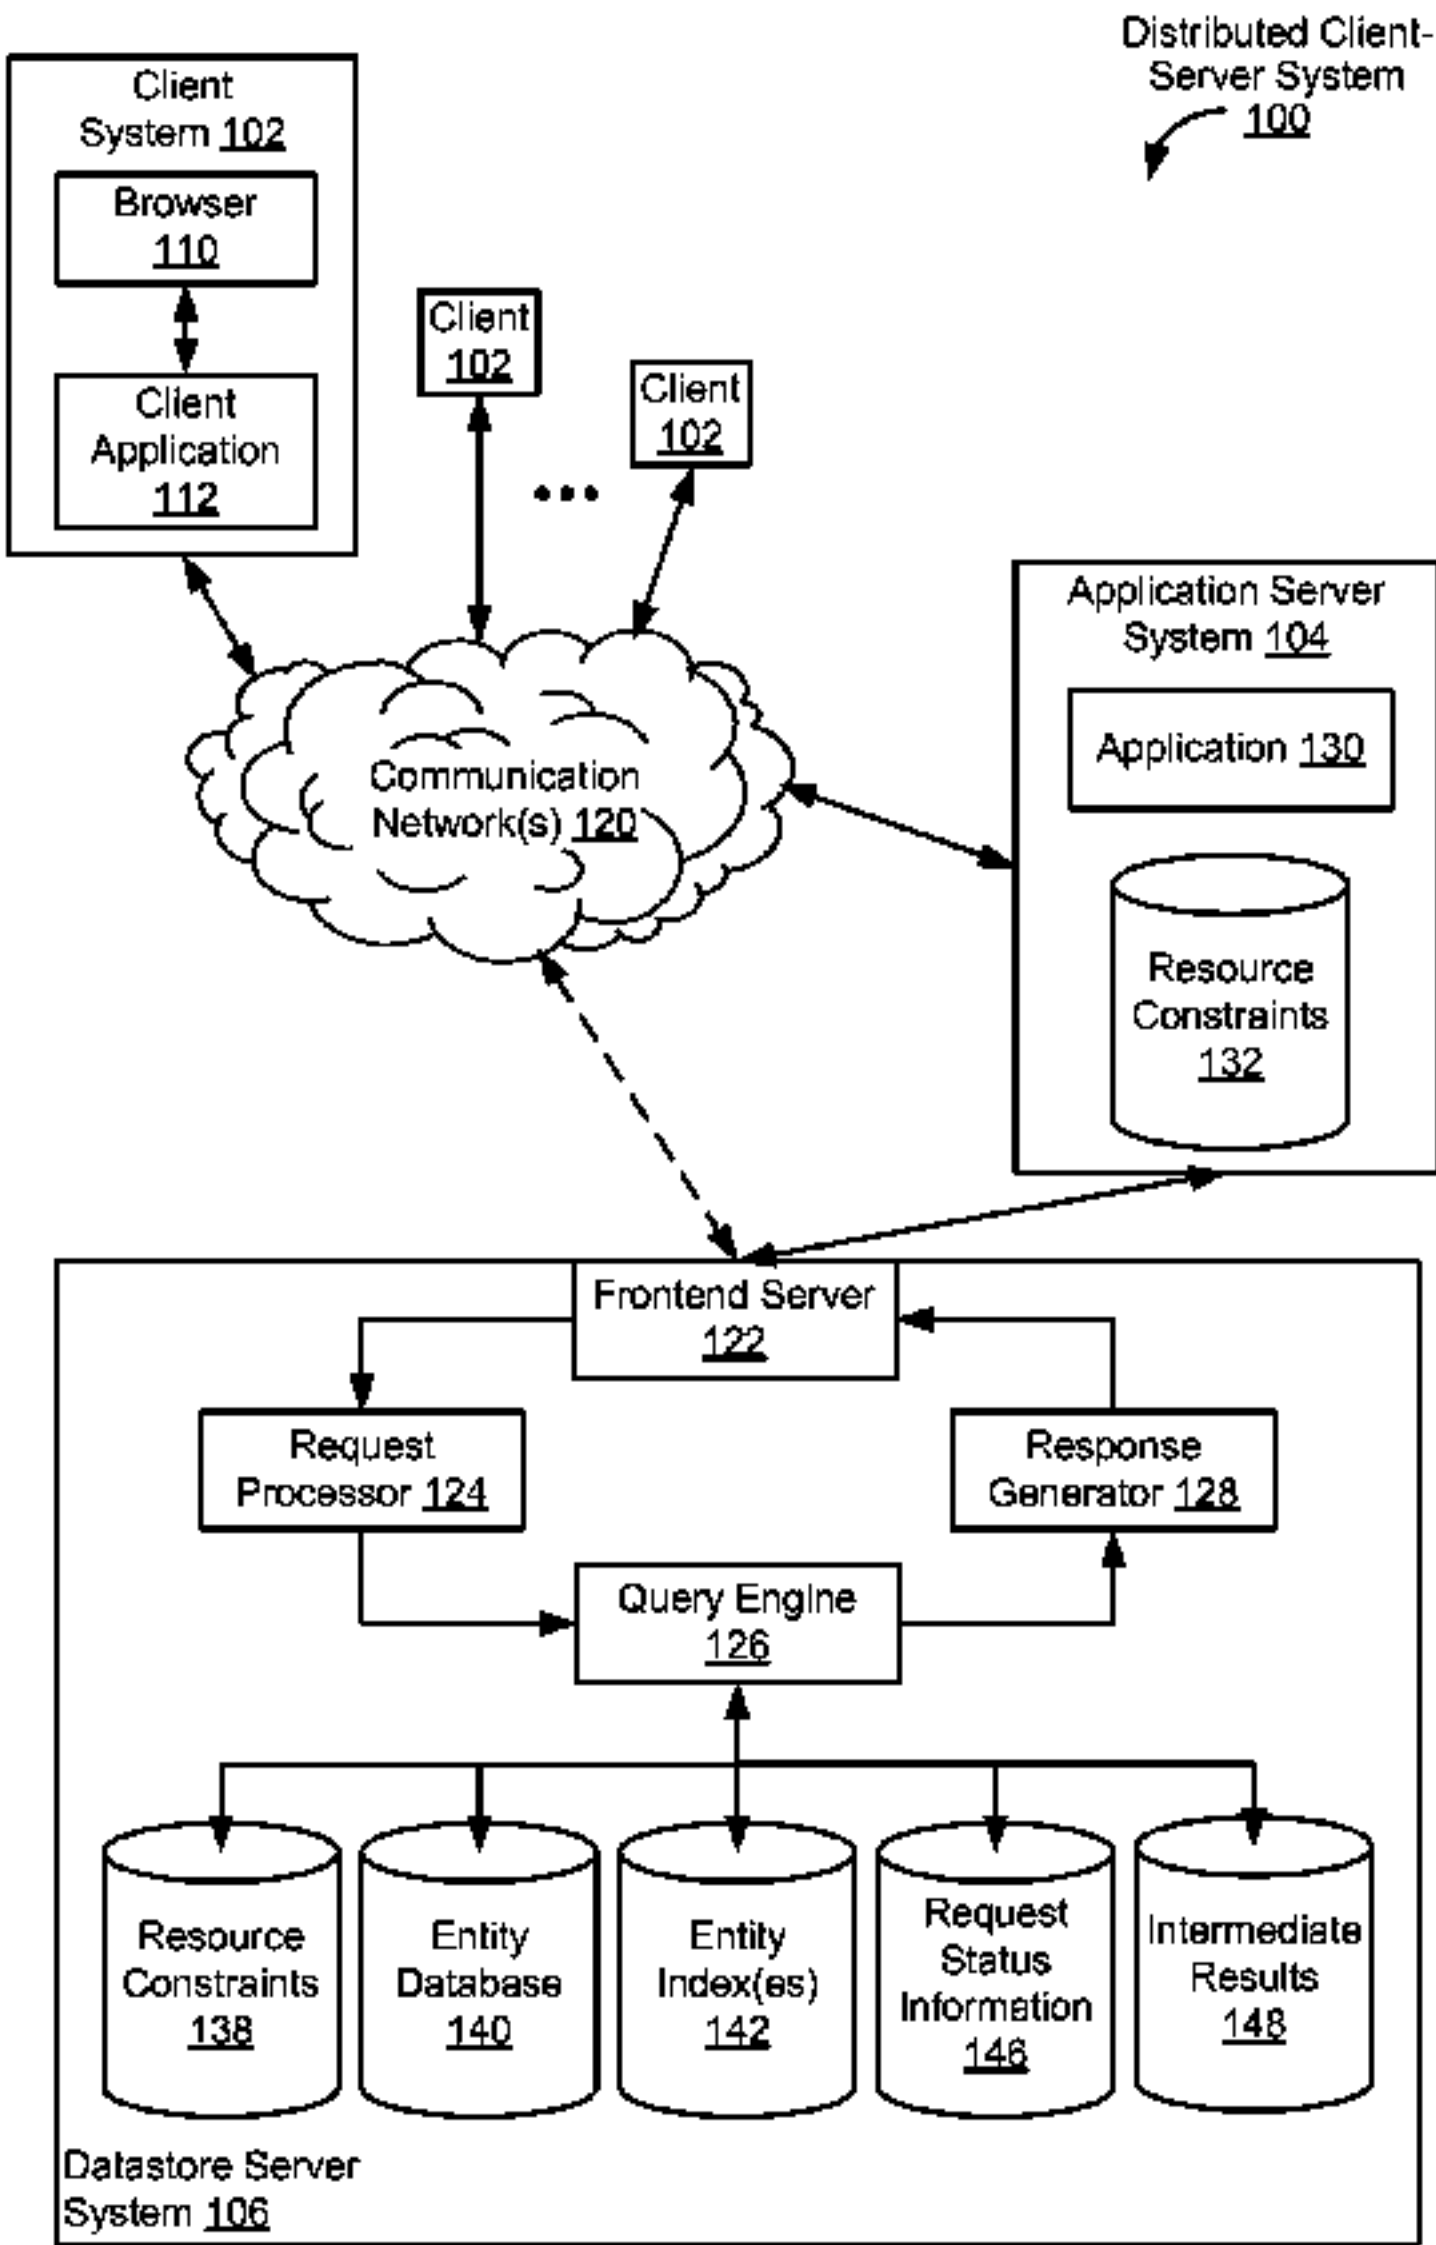 Distributed Client-
Server System
100
Client
System 102
Browser
110
Client
Application
112
Client
102
Client
102
Application Server
System 104
Application 130
Resource
Constraints
132
Communication
Network(s) 120
Frontend Server
122
Request
Processor 124
Response
Generator 128
Query Engine
126
Resource
Constraints
138
Entity
Database
140
Entity
Index(es)
142
Request
Status
Information
146
Intermediate
Results
148
Datastore Server
System 106